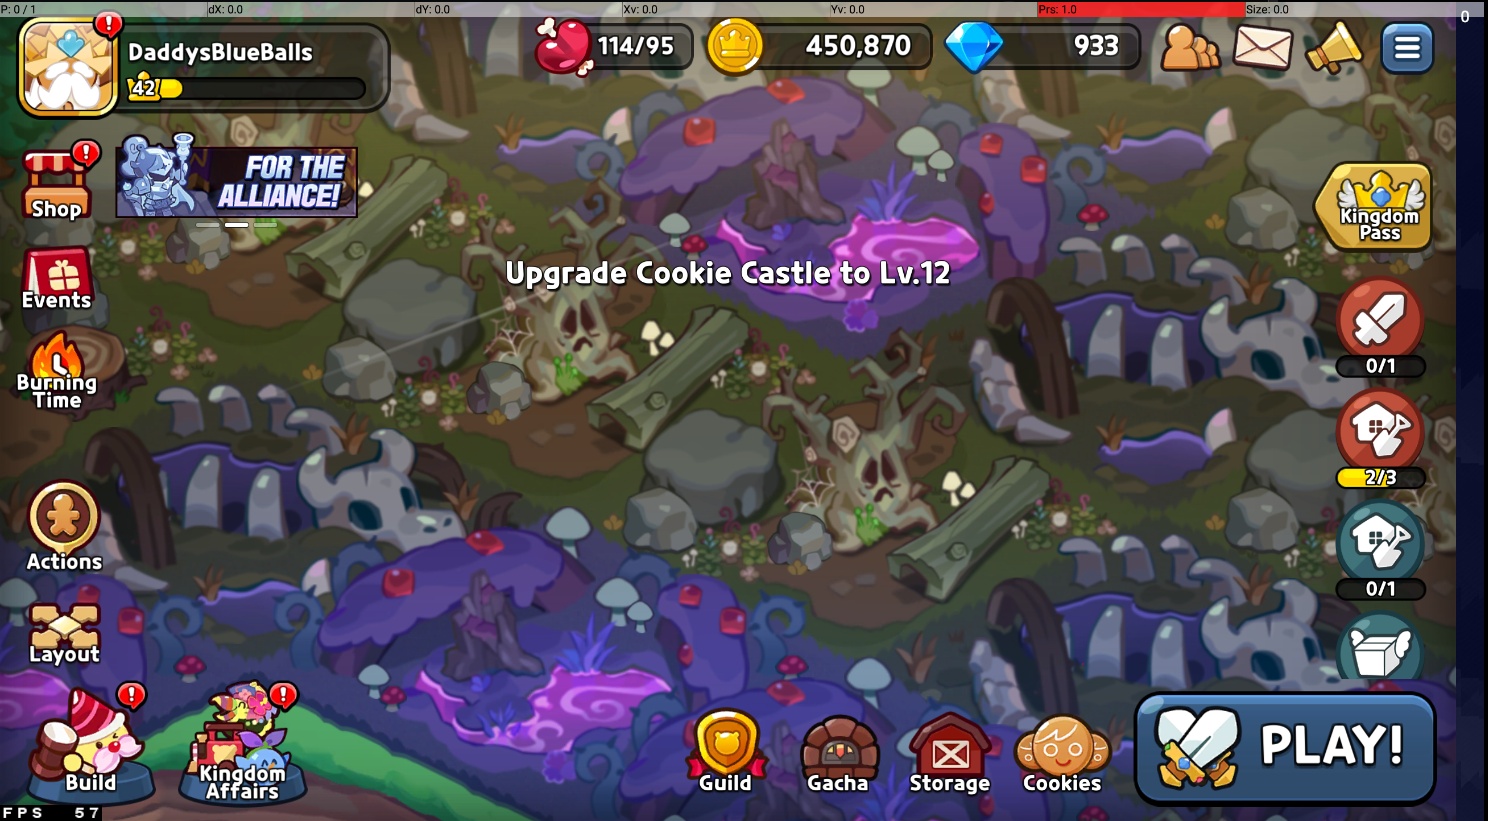 P: 0 / 1 dX: 0.0 dY: 0.0 Xv: 0.0 Yv: 0.0 Prs: 1.0 Size: 0.0
0
DaddysBlueBalls
42
114/95
450,870
933
Shop
FOR THE
ALLIANCE!
Kingdom
Pass
Upgrade Cookie Castle to Lv.12
Events
0/1
Burning
Time
2/3
Actions
0/1
Layout
Build
Kingdom
Affairs
Guild
Gacha
Storage
Cookies
PLAY!
FPS 57